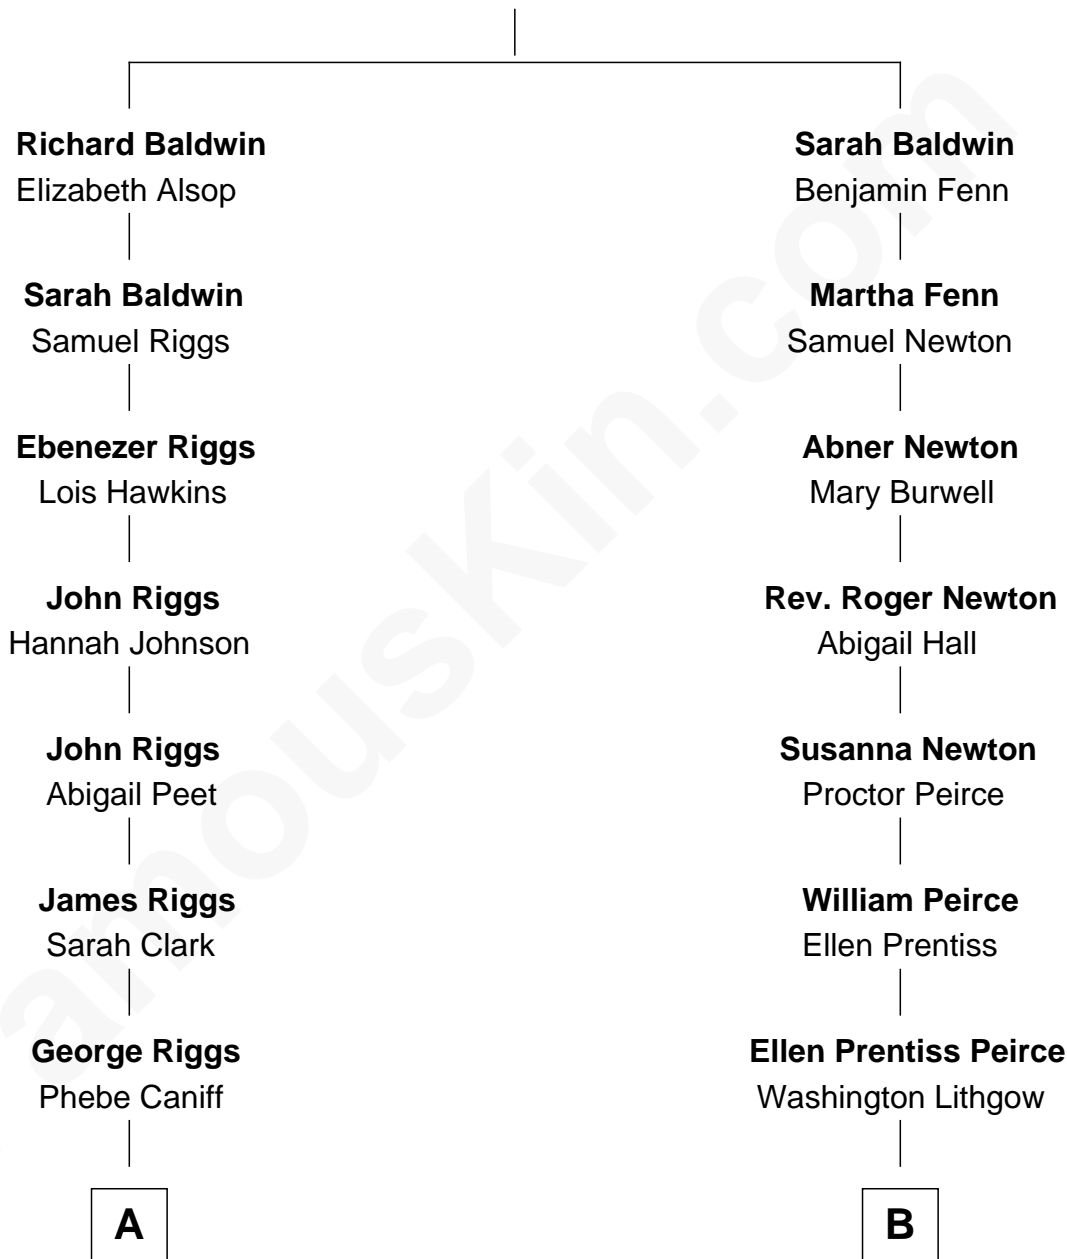 Richard Baldwin
Elizabeth Alsop
Sarah Baldwin
Samuel Riggs
Ebenezer Riggs
Lois Hawkins
John Riggs
Hannah Johnson
John Riggs
Abigail Peet
James Riggs
Sarah Clark
George Riggs
Phebe Caniff
A
Sarah Baldwin
Benjamin Fenn
Martha Fenn
Samuel Newton
Abner Newton
Mary Burwell
Rev. Roger Newton
Abigail Hall
Susanna Newton
Proctor Peirce
William Peirce
Ellen Prentiss
Ellen Prentiss Peirce
Washington Lithgow
B
amousKin.com